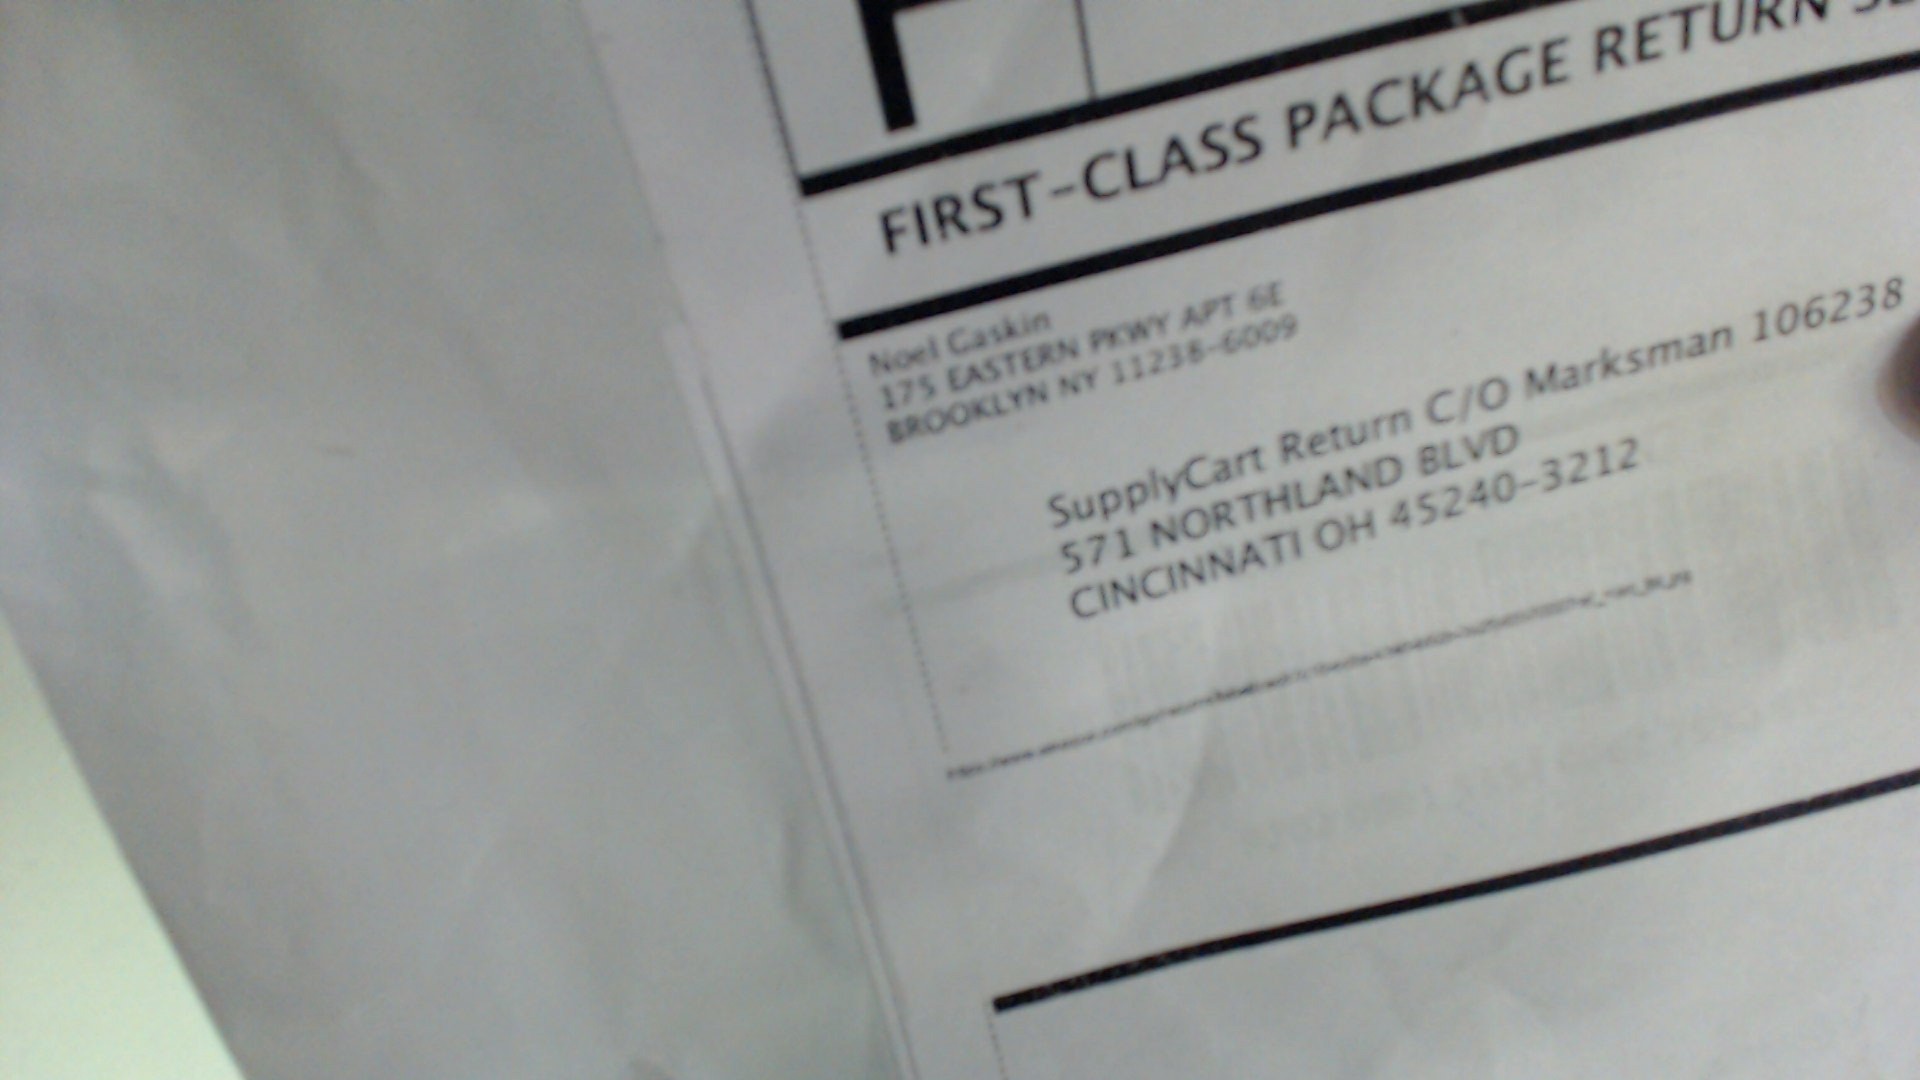 F
FIRST-CLASS PACKAGE RETURN
Noel Gaskin
175 EASTERN PKWY APT 6E
BROOKLYN NY 11238-6009
SupplyCart Return C/O Marksman 106238
571 NORTHLAND BLVD
CINCINNATI OH 45240-3212